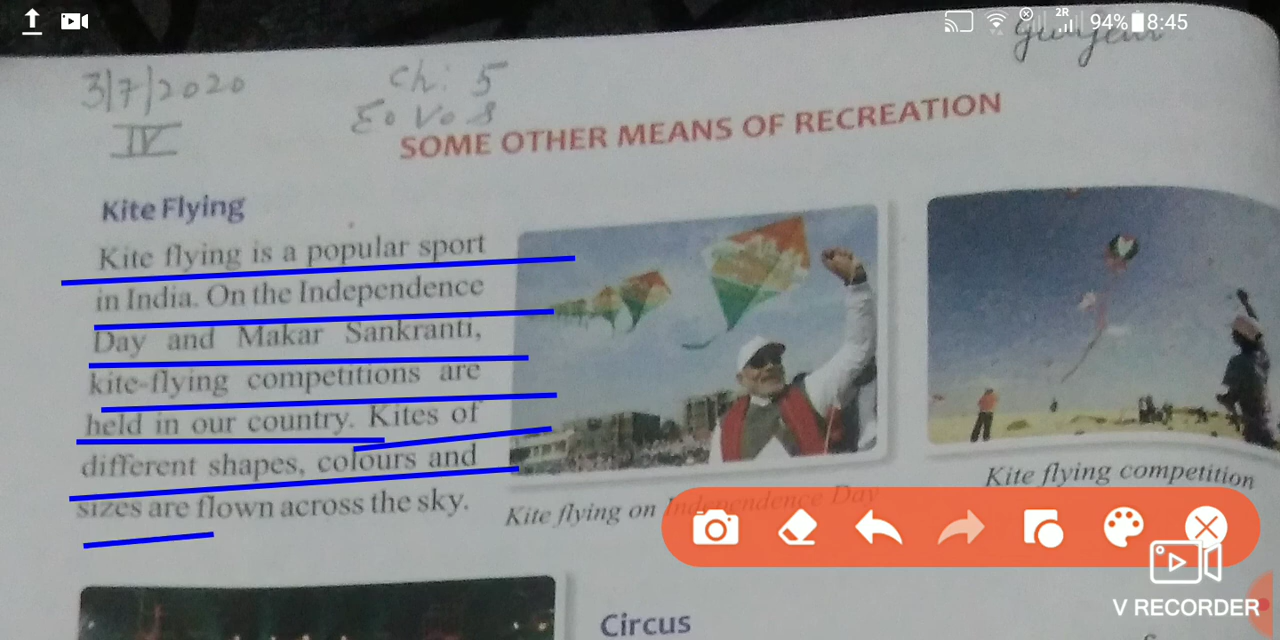 94% 8:45
2R
3/7/2020
Ch: 5
IV
E.V.S
SOME OTHER MEANS OF RECREATION
Kite Flying
Kite flying is a popular sport
in India. On the Independence
Day and Makar Sankranti,
kite-flying competitions are
held in our country. Kites of
different shapes, colours and
sizes are flown across the sky.
Kite flying on Independence Day
Kite flying competition
Circus
V RECORDER